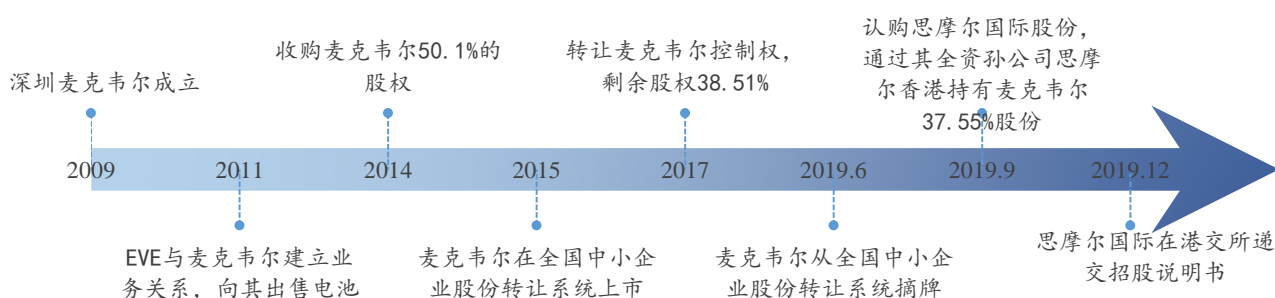 深圳麦克韦尔成立
收购麦克韦尔50.1%的
股权
转让麦克韦尔控制权，
剩余股权38.51%
认购思摩尔国际股份，
通过其全资孙公司思摩
尔香港持有麦克韦尔
37.55%股份
2009
2011
2014
2015
2017
2019.6
2019.9
2019.12
EVE与麦克韦尔建立业
务关系，向其出售电池
麦克韦尔在全国中小企
业股份转让系统上市
麦克韦尔从全国中小企
业股份转让系统摘牌
思摩尔国际在港交所递
交招股说明书